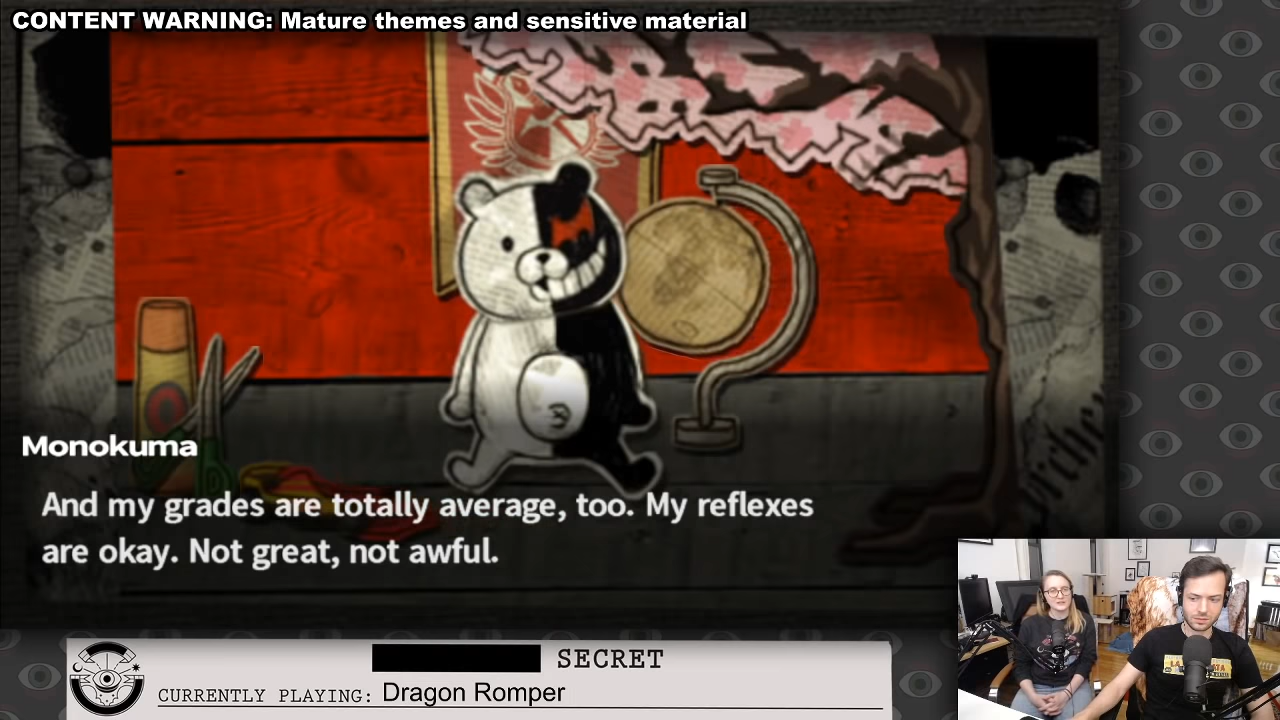 CONTENT WARNING: Mature themes and sensitive material
Monokuma
And my grades are totally average, too. My reflexes
are okay. Not great, not awful.
SECRET
CURRENTLY PLAYING: Dragon Romper